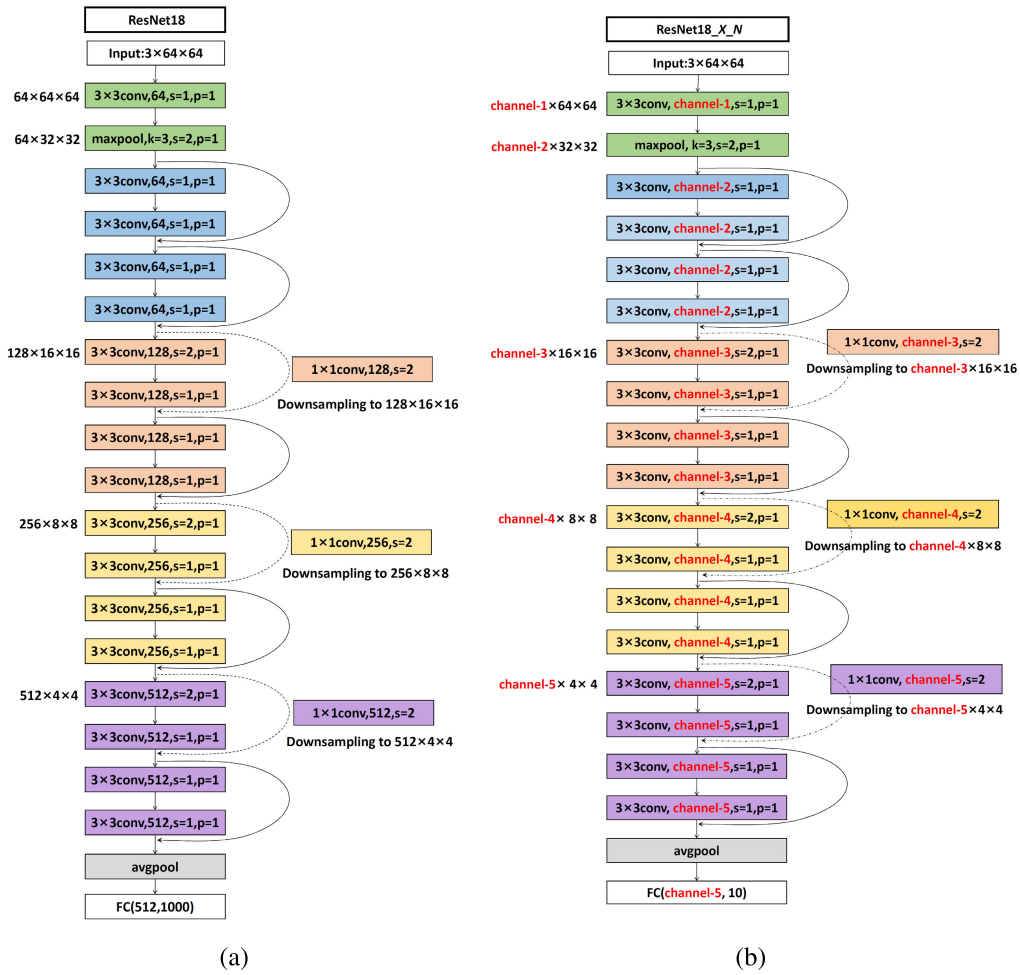 ResNet18
Input:3×64×64
64×64×64
3×3conv,64,s=1,p=1
64×32×32
maxpool,k=3,s=2,p=1
3×3conv,64,s=1,p=1
3×3conv,64,s=1,p=1
3×3conv,64,s=1,p=1
3×3conv,64,s=1,p=1
128×16×16
3×3conv,128,s=2,p=1
1×1conv,128,s=2
3×3conv,128,s=1,p=1
Downsampling to 128×16×16
3×3conv,128,s=1,p=1
3×3conv,128,s=1,p=1
256×8×8
3×3conv,256,s=2,p=1
1×1conv,256,s=2
3×3conv,256,s=1,p=1
Downsampling to 256×8×8
3×3conv,256,s=1,p=1
3×3conv,256,s=1,p=1
512×4×4
3×3conv,512,s=2,p=1
1×1conv,512,s=2
3×3conv,512,s=1,p=1
Downsampling to 512×4×4
3×3conv,512,s=1,p=1
3×3conv,512,s=1,p=1
avgpool
FC(512,1000)
(a)
ResNet18_X_N
Input:3×64×64
channel-1×64×64
3×3conv, channel-1,s=1,p=1
channel-2×32×32
maxpool, k=3,s=2,p=1
3×3conv, channel-2,s=1,p=1
3×3conv, channel-2,s=1,p=1
3×3conv, channel-2,s=1,p=1
3×3conv, channel-2,s=1,p=1
channel-3×16×16
3×3conv, channel-3,s=2,p=1
1×1conv, channel-3,s=2
Downsampling to channel-3×16×16
3×3conv, channel-3,s=1,p=1
3×3conv, channel-3,s=1,p=1
3×3conv, channel-3,s=1,p=1
channel-4× 8× 8
3×3conv, channel-4,s=2,p=1
1×1conv, channel-4,s=2
Downsampling to channel-4×8×8
3×3conv, channel-4,s=1,p=1
3×3conv, channel-4,s=1,p=1
3×3conv, channel-4,s=1,p=1
channel-5× 4× 4
3×3conv, channel-5,s=2,p=1
1×1conv, channel-5,s=2
Downsampling to channel-5×4×4
3×3conv, channel-5,s=1,p=1
3×3conv, channel-5,s=1,p=1
3×3conv, channel-5,s=1,p=1
avgpool
FC(channel-5, 10)
(b)